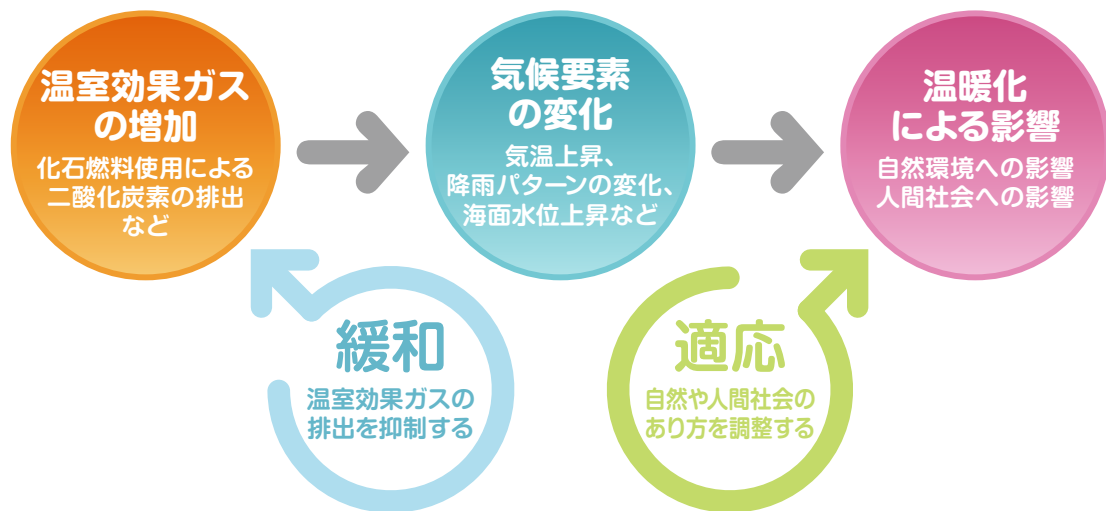 温室効果ガス
の増加
化石燃料使用による
二酸化炭素の排出
など
気候要素
の変化
気温上昇、
降雨パターンの変化、
海面水位上昇など
温暖化
による影響
自然環境への影響
人間社会への影響
緩和
温室効果ガスの
排出を抑制する
適応
自然や人間社会の
あり方を調整する